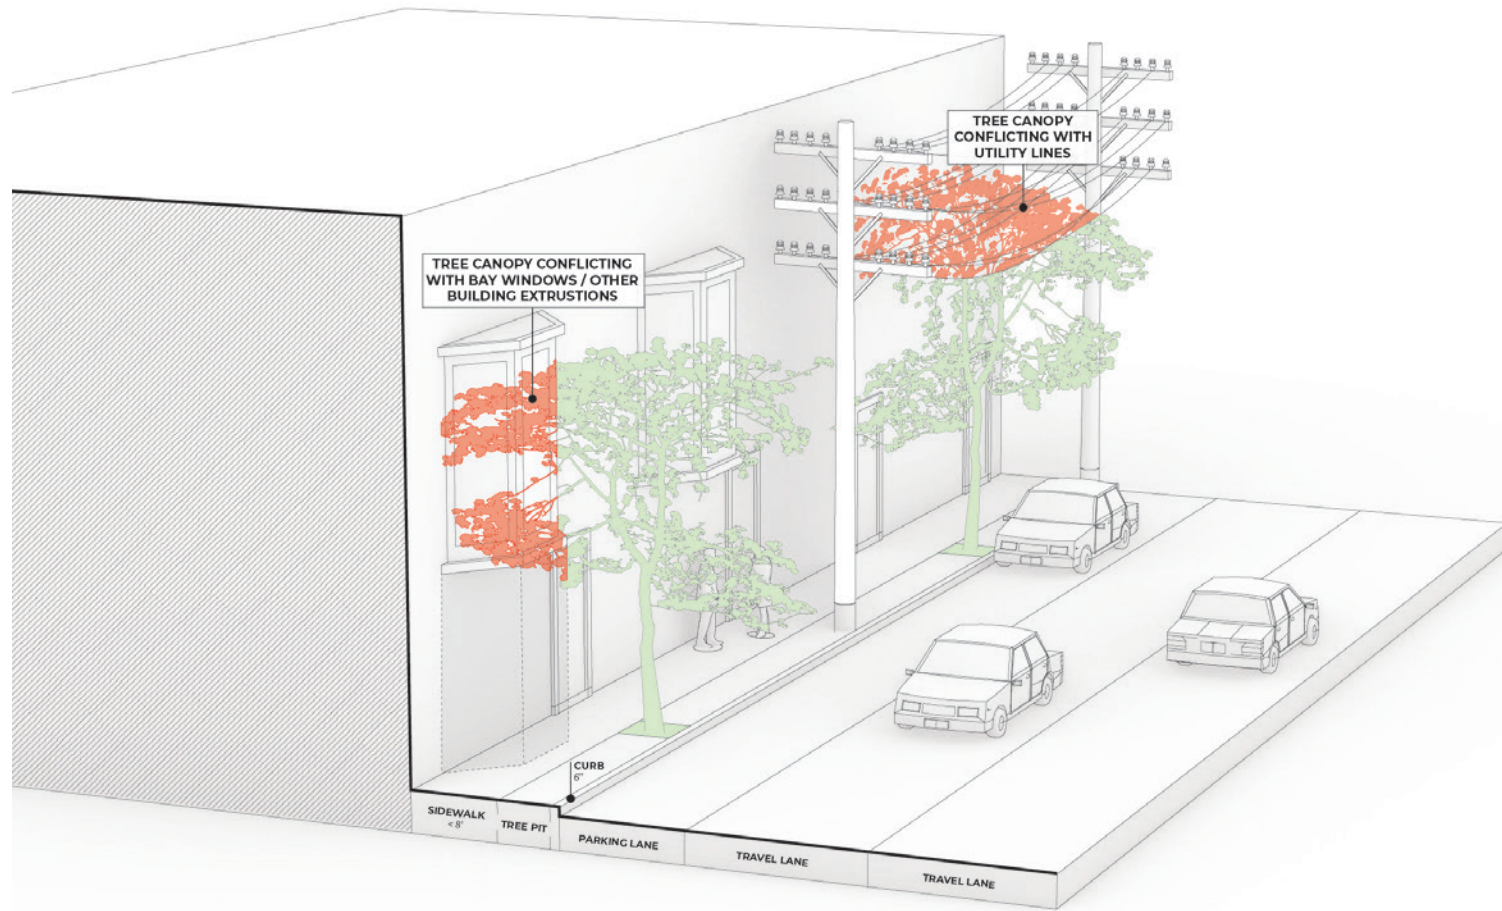 TREE CANOPY
CONFLICTING WITH
UTILITY LINES
TREE CANOPY CONFLICTING
WITH BAY WINDOWS / OTHER
BUILDING EXTRUSTIONS
CURB
6"
SIDEWALK
< 8'
TREE PIT
PARKING LANE
TRAVEL LANE
TRAVEL LANE